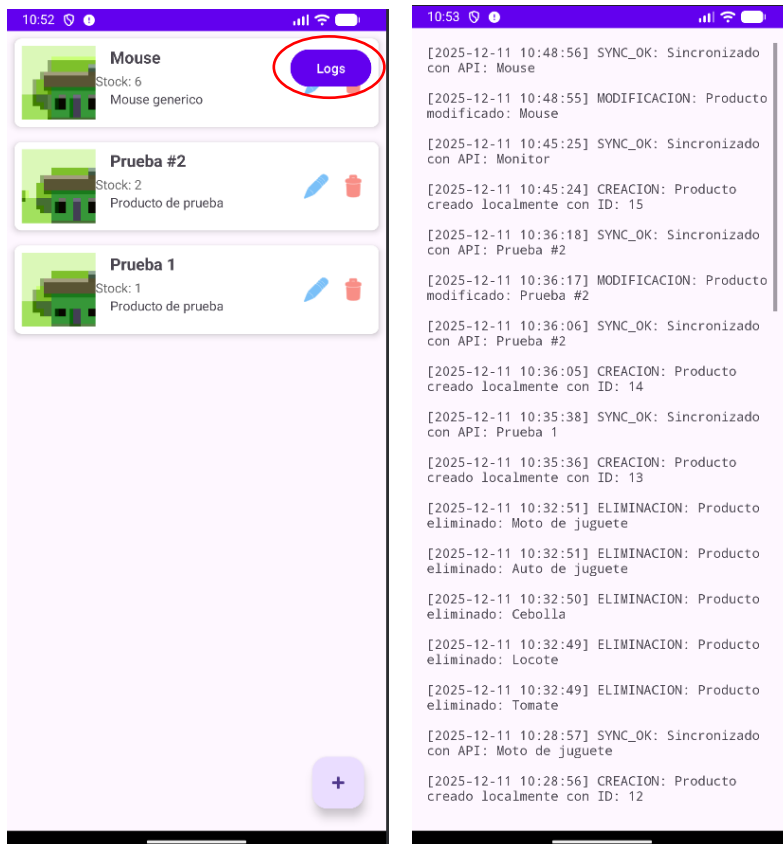 10:52
Mouse
Logs
Stock: 6
Mouse generico
Prueba #2
Stock: 2
Producto de prueba
Prueba 1
Stock: 1
Producto de prueba
+
10:53
[2025-12-11 10:48:56] SYNC_OK: Sincronizado
con API: Mouse
[2025-12-11 10:48:55] MODIFICACION: Producto
modificado: Mouse
[2025-12-11 10:45:25] SYNC_OK: Sincronizado
con API: Monitor
[2025-12-11 10:45:24] CREACION: Producto
creado localmente con ID: 15
[2025-12-11 10:36:18] SYNC_OK: Sincronizado
con API: Prueba #2
[2025-12-11 10:36:17] MODIFICACION: Producto
modificado: Prueba #2
[2025-12-11 10:36:06] SYNC_OK: Sincronizado
con API: Prueba #2
[2025-12-11 10:36:05] CREACION: Producto
creado localmente con ID: 14
[2025-12-11 10:35:38] SYNC_OK: Sincronizado
con API: Prueba 1
[2025-12-11 10:35:36] CREACION: Producto
creado localmente con ID: 13
[2025-12-11 10:32:51] ELIMINACION: Producto
eliminado: Moto de juguete
[2025-12-11 10:32:51] ELIMINACION: Producto
eliminado: Auto de juguete
[2025-12-11 10:32:50] ELIMINACION: Producto
eliminado: Cebolla
[2025-12-11 10:32:49] ELIMINACION: Producto
eliminado: Locote
[2025-12-11 10:32:49] ELIMINACION: Producto
eliminado: Tomate
[2025-12-11 10:28:57] SYNC_OK: Sincronizado
con API: Moto de juguete
[2025-12-11 10:28:56] CREACION: Producto
creado localmente con ID: 12